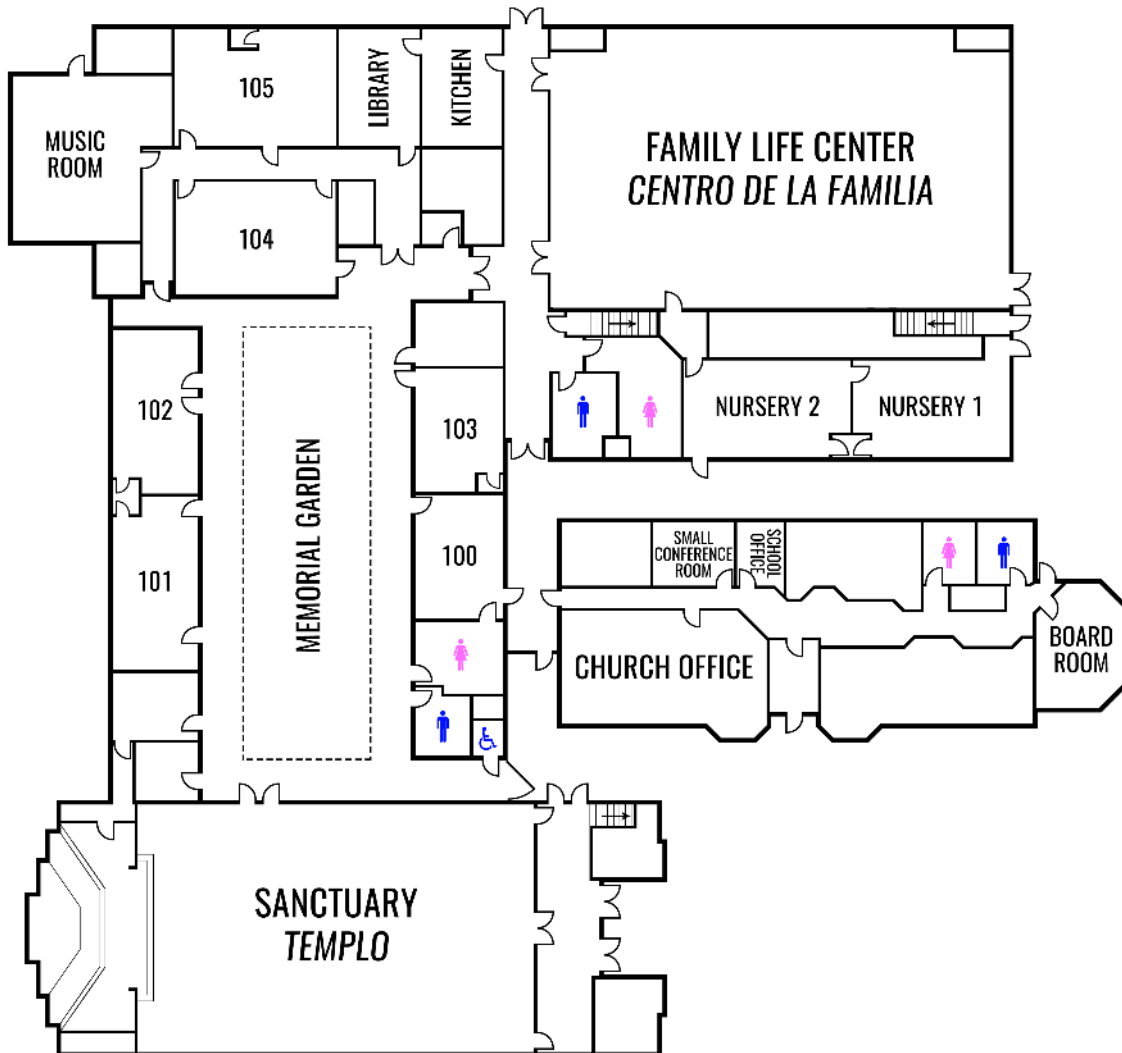 105
LIBRARY
KITCHEN
MUSIC
ROOM
FAMILY LIFE CENTER
CENTRO DE LA FAMILIA
104
102
103
NURSERY 2
NURSERY 1
MEMORIAL GARDEN
100
101
SMALL
CONFERENCE
ROOM
SCHOOL
OFFICE
CHURCH OFFICE
BOARD
ROOM
SANCTUARY
TEMPLO